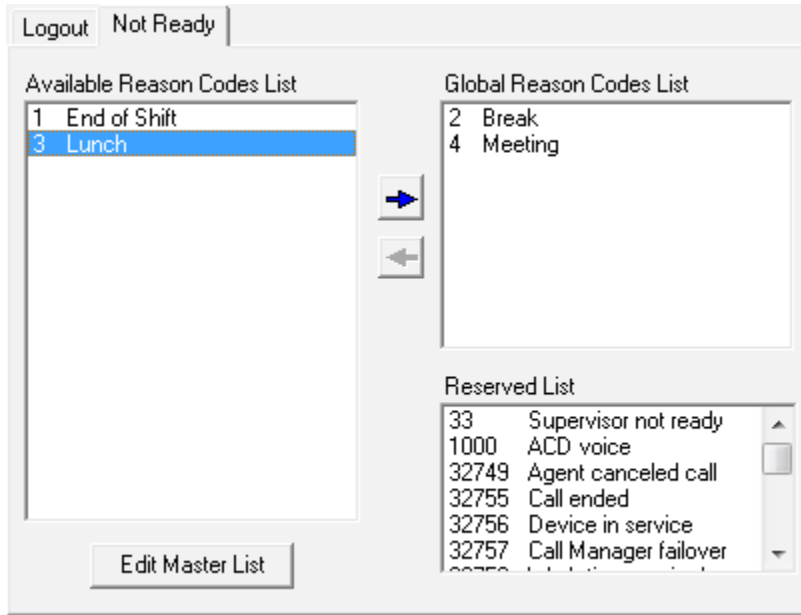 Logout Not Ready
Available Reason Codes List
1 End of Shift
3 Lunch
Global Reason Codes List
2 Break
4 Meeting
Reserved List
33 Supervisor not ready
1000 ACD voice
32749 Agent canceled call
32755 Call ended
32756 Device in service
32757 Call Manager failover
Edit Master List